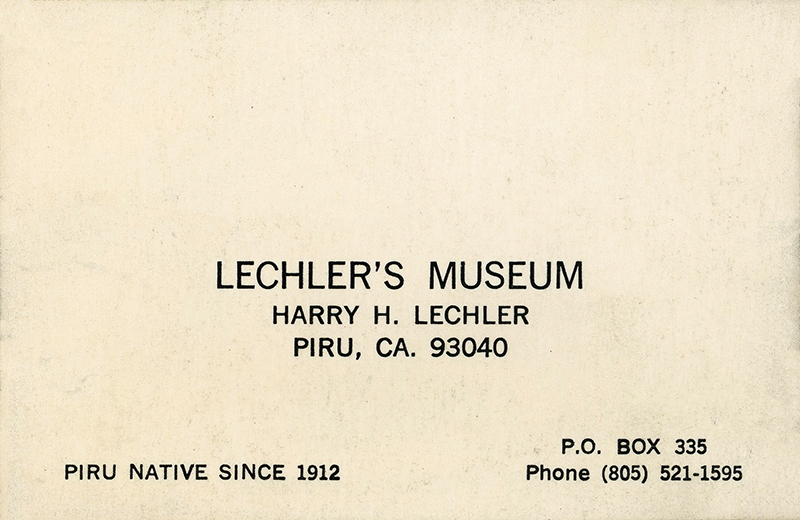 LECHLER'S MUSEUM
HARRY H. LECHLER
PIRU, CA. 93040
PIRU NATIVE SINCE 1912
P.O. BOX 335
Phone (805) 521-1595